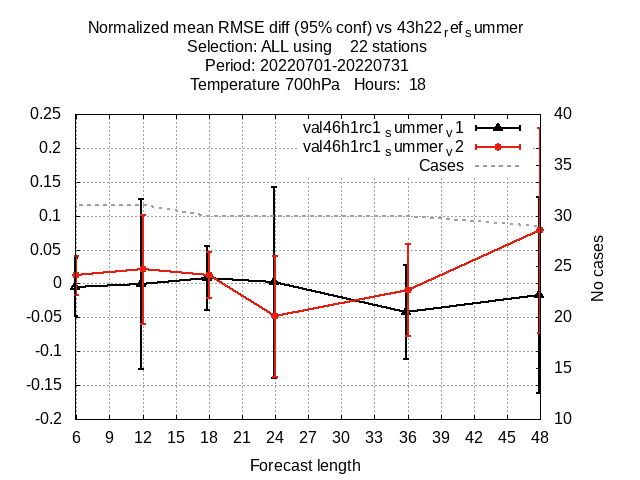 Normalized mean RMSE diff (95% conf) vs 43h22refsummer
Selection: ALL using 22 stations
Period: 20220701-20220731
Temperature 700hPa Hours: 18
val46h1rc1summerv1
val46h1rc1summerv2
Cases
0.25
0.2
0.15
0.1
0.05
0
-0.05
-0.1
-0.15
-0.2
40
35
30
25
20
15
10
No cases
6 9 12 15 18 21 24 27 30 33 36 39 42 45 48
Forecast length